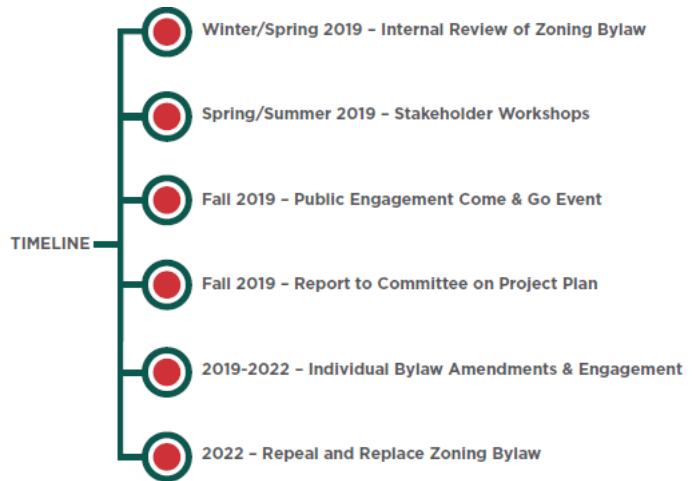 Winter/Spring 2019 – Internal Review of Zoning Bylaw
Spring/Summer 2019 – Stakeholder Workshops
Fall 2019 – Public Engagement Come & Go Event
TIMELINE
Fall 2019 – Report to Committee on Project Plan
2019-2022 – Individual Bylaw Amendments & Engagement
2022 – Repeal and Replace Zoning Bylaw